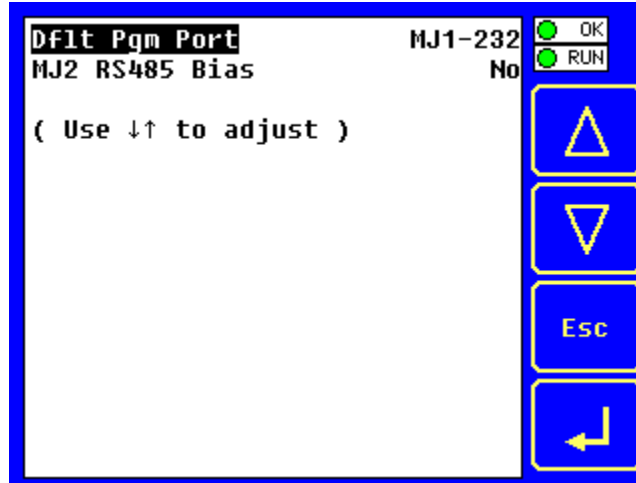 Dflt Pgm Port MJ1-232
MJ2 RS485 Bias No
( Use ↓↑ to adjust )
OK
RUN
Esc